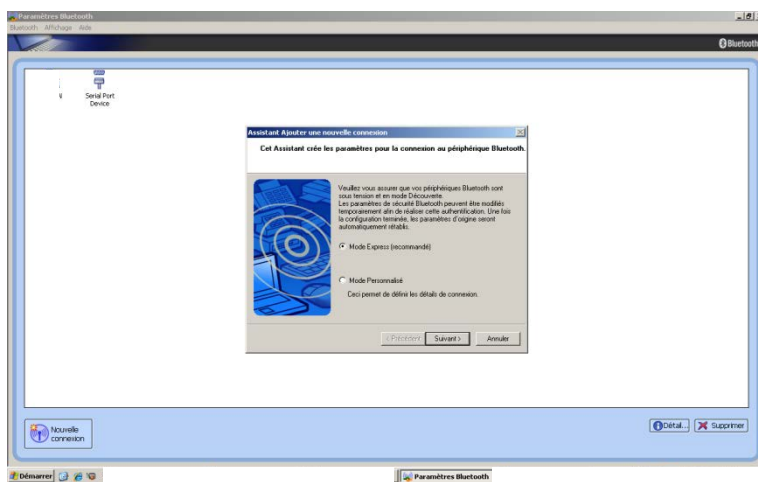 Paramètres Bluetooth
Bluetooth Affichage Aide
Bluetooth
Serial Port
Device
Assistant Ajouter une nouvelle connexion
Cet Assistant crée les paramètres pour la connexion au périphérique Bluetooth.
Veuillez vous assurer que vos périphériques Bluetooth sont
sous tension et en mode Découverte.
Les paramètres de sécurité Bluetooth peuvent être modifiés
temporairement afin de réaliser cette authentification. Une fois
la configuration terminée, les paramètres d'origine seront
automatiquement rétablis.
Mode Express (recommandé)
Mode Personnalisé
Ceci permet de définir les détails de connexion.
< Précédent Suivant > Annuler
Nouvelle
connexion
Détail... Supprimer
Démarrer Paramètres Bluetooth